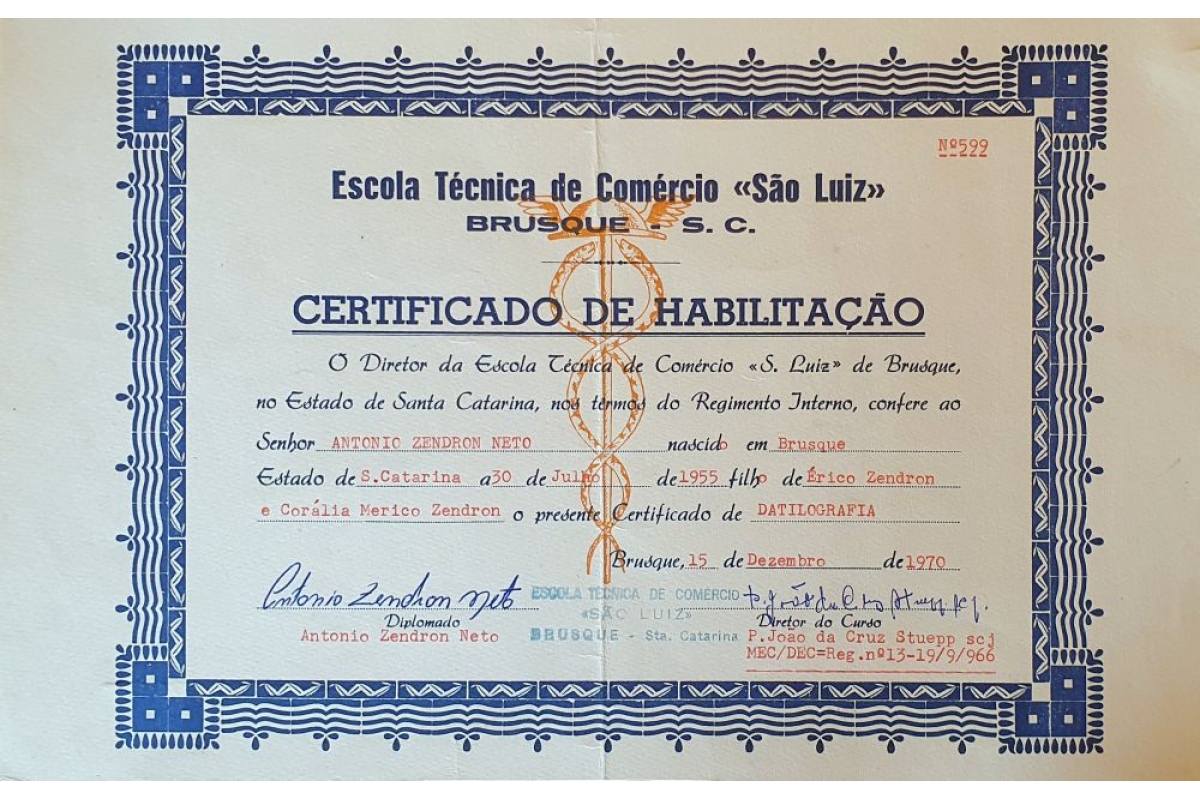 Nº599
Escola Técnica de Comércio «São Luiz»
BRUSQUE - S. C.
CERTIFICADO DE HABILITAÇÃO
O Diretor da Escola Técnica de Comércio «S. Luiz» de Brusque,
no Estado de Santa Catarina, nos têrmos do Regimento Interno, confere ao
Senhor ANTONIO ZENDRON NETO nascido em Brusque
Estado de S.Catarina a 30 de Julho de 1955 filho de Érico Zendron
e Corália Merico Zendron o presente Certificado de DATILOGRAFIA
Brusque, 15 de Dezembro de 1970
Antonio Zendron Neto
ESCOLA TÉCNICA DE COMÉRCIO
«SÃO LUIZ»
BRUSQUE - Sta. Catarina
P. João da Cruz Stuepp scj.
Diplomado
Antonio Zendron Neto
Diretor do Curso
P.João da Cruz Stuepp scj
MEC/DEC=Reg.nº13-19/9/966